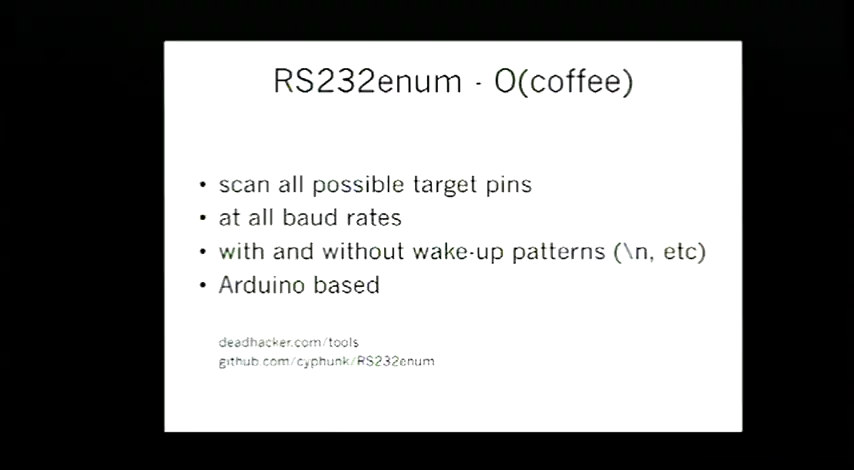 RS232enum - O(coffee)
• scan all possible target pins
• at all baud rates
• with and without wake-up patterns (\n, etc)
• Arduino based
deadhacker.com/tools
github.com/cyphunk/RS232enum